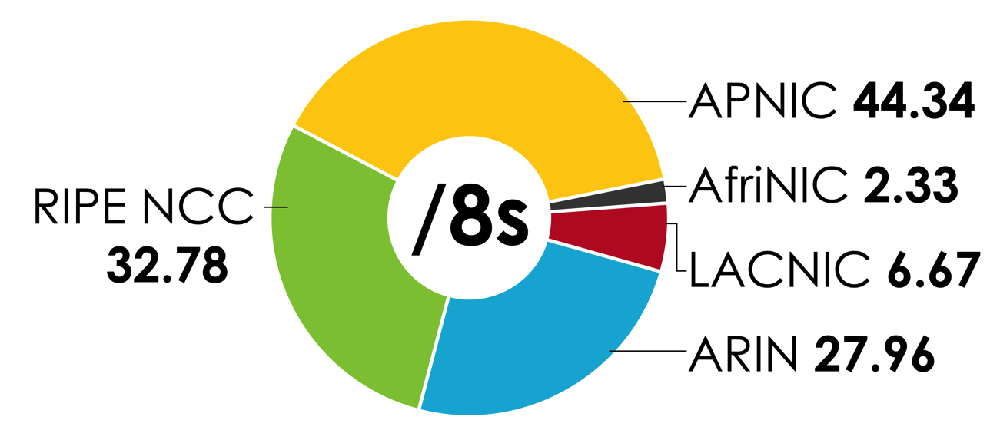 APNIC 44.34
AfriNIC 2.33
RIPE NCC
32.78
/8s
LACNIC 6.67
ARIN 27.96